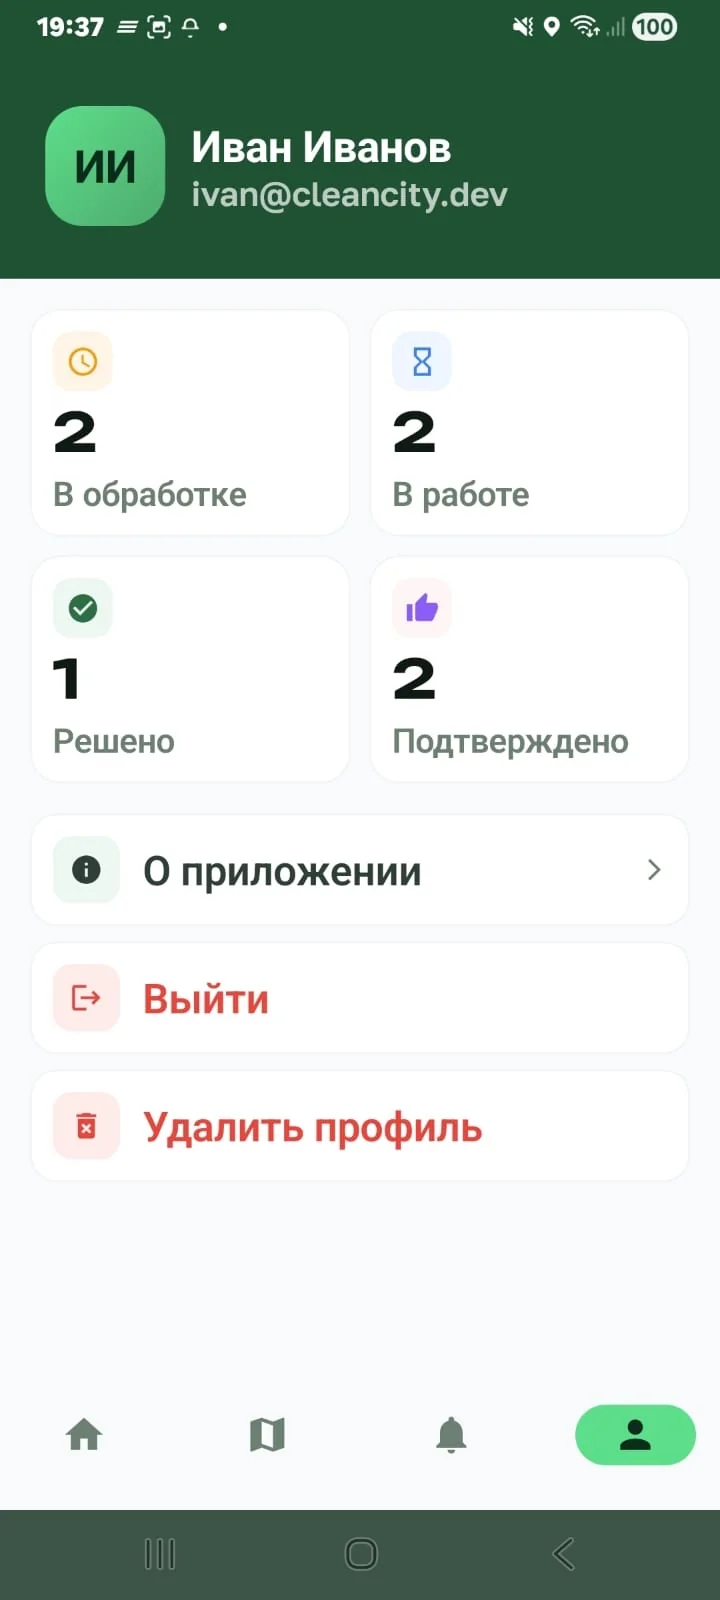 19:37
100
ИИ
Иван Иванов
ivan@cleancity.dev
2
В обработке
2
В работе
1
Решено
2
Подтверждено
О приложении
Выйти
Удалить профиль